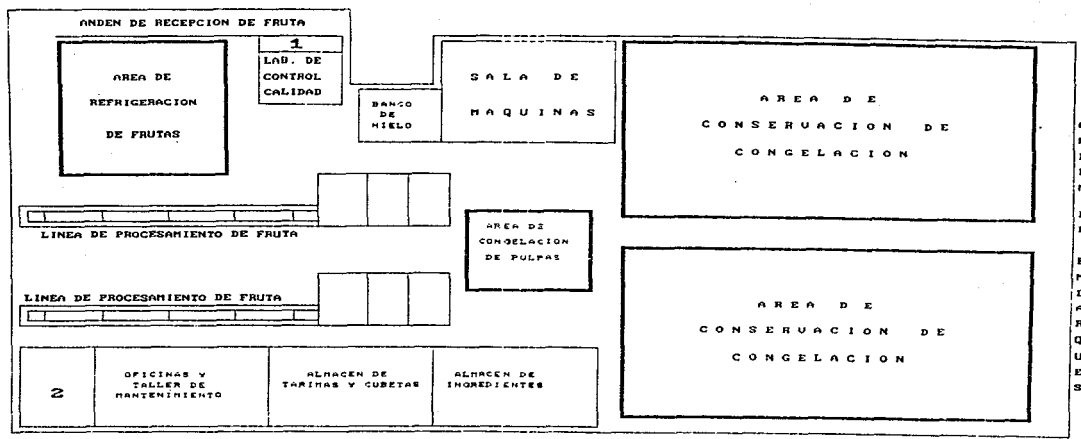 ANDEN DE RECEPCION DE FRUTA
AREA DE
REFRIGERACION
DE FRUTAS
1
LAB. DE
CONTROL
CALIDAD
BANCO
DE
HIELO
SALA DE
MAQUINAS
AREA DE
CONSERVACION DE
CONGELACION
LINEA DE PROCESAMIENTO DE FRUTA
AREA DE
CONGELACION
DE PULPAS
LINEA DE PROCESAMIENTO DE FRUTA
AREA DE
CONSERVACION DE
CONGELACION
2
OFICINAS Y
TALLER DE
MANTENIMIENTO
ALMACEN DE
TARIMAS Y CUBETAS
ALMACEN DE
INGREDIENTES
EMBARQUES